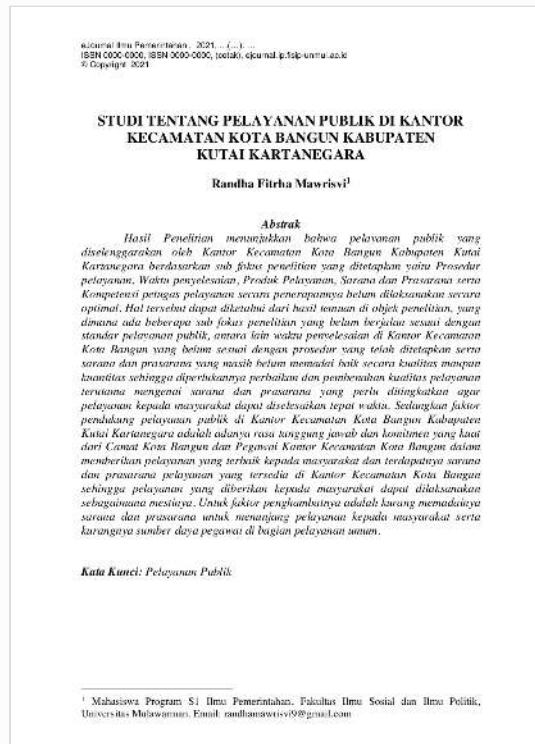 eJournal Ilmu Pemerintahan, 2021, ... (...): ...
ISSN 0000-0000, ISSN 0000-0000, (cetak), ejournal.ip.fisip-unmul.ac.id
© Copyright 2021
STUDI TENTANG PELAYANAN PUBLIK DI KANTOR
KECAMATAN KOTA BANGUN KABUPATEN
KUTAI KARTANEGARA
Randha Fitrha Mawrisvi¹
Abstrak
Hasil Penelitian menunjukkan bahwa pelayanan publik yang
diselenggarakan oleh Kantor Kecamatan Kota Bangun Kabupaten Kutai
Kartanegara berdasarkan sub fokus penelitian yang ditetapkan yaitu Prosedur
pelayanan, Waktu penyelesaian, Produk Pelayanan, Sarana dan Prasarana serta
Kompetensi petugas pelayanan secara penerapannya belum dilaksanakan secara
optimal. Hal tersebut dapat diketahui dari hasil temuan di objek penelitian, yang
dimana ada beberapa sub fokus penelitian yang belum berjalan sesuai dengan
standar pelayanan publik, antara lain waktu penyelesaian di Kantor Kecamatan
Kota Bangun yang belum sesuai dengan prosedur yang telah ditetapkan serta
sarana dan prasarana yang masih belum memadai baik secara kualitas maupun
kuantitas sehingga diperlukannya perbaikan dan pembenahan kualitas pelayanan
terutama mengenai sarana dan prasarana yang perlu ditingkatkan agar
pelayanan kepada masyarakat dapat diselesaikan tepat waktu. Sedangkan faktor
pendukung pelayanan publik di Kantor Kecamatan Kota Bangun Kabupaten
Kutai Kartanegara adalah adanya rasa tanggung jawab dan komitmen yang kuat
dari Camat Kota Bangun dan Pegawai Kantor Kecamatan Kota Bangun dalam
memberikan pelayanan yang terbaik kepada masyarakat dan terdapatnya sarana
dan prasarana pelayanan yang tersedia di Kantor Kecamatan Kota Bangun
sehingga pelayanan yang diberikan kepada masyarakat dapat dilaksanakan
sebagaimana mestinya. Untuk faktor penghambatnya adalah kurang memadainya
sarana dan prasarana untuk menunjang pelayanan kepada masyarakat serta
kurangnya sumber daya pegawai di bagian pelayanan umum.
Kata Kunci: Pelayanan Publik
¹ Mahasiswa Program S1 Ilmu Pemerintahan, Fakultas Ilmu Sosial dan Ilmu Politik,
Universitas Mulawarman. Email: randhamawrisvi9@gmail.com